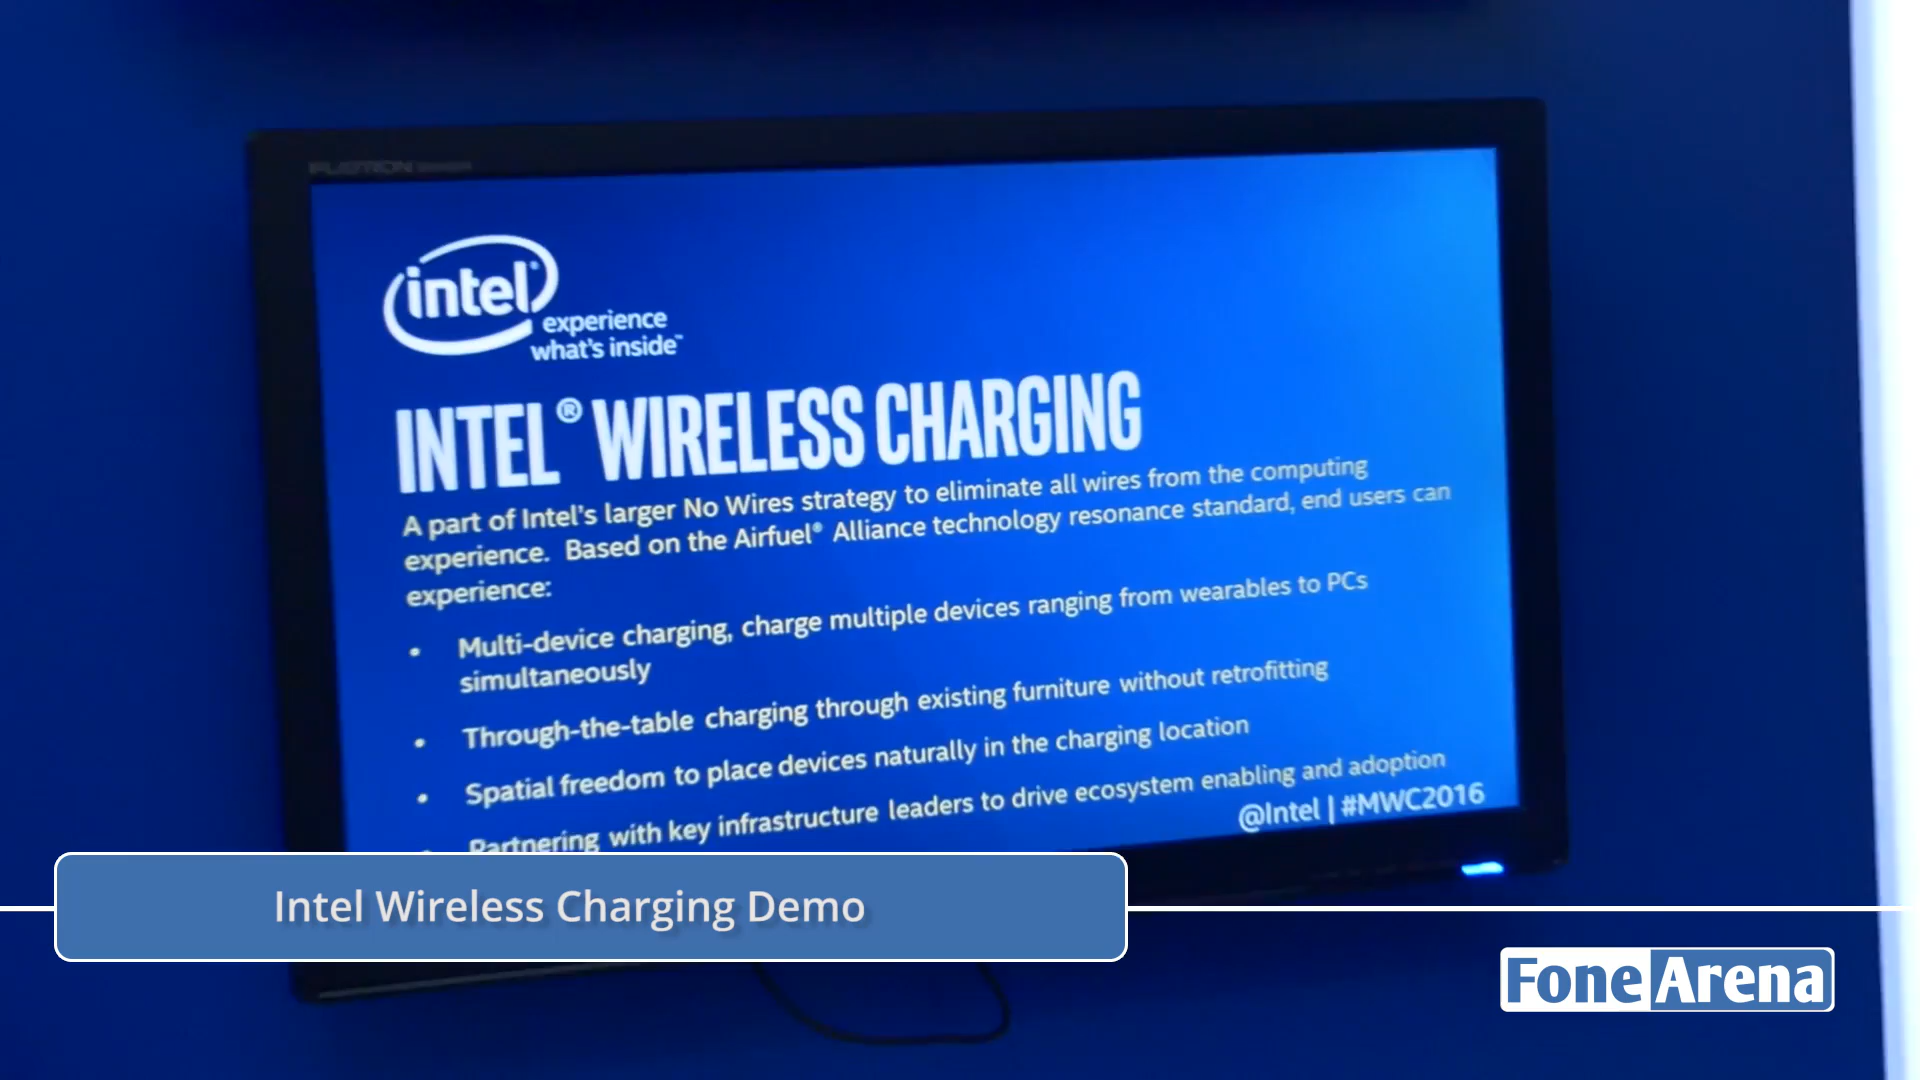 intel
experience
what's inside™
INTEL® WIRELESS CHARGING
A part of Intel's larger No Wires strategy to eliminate all wires from the computing
experience. Based on the Airfuel® Alliance technology resonance standard, end users can
experience:
• Multi-device charging, charge multiple devices ranging from wearables to PCs
simultaneously
• Through-the-table charging through existing furniture without retrofitting
• Spatial freedom to place devices naturally in the charging location
• Partnering with key infrastructure leaders to drive ecosystem enabling and adoption
@Intel | #MWC2016
Intel Wireless Charging Demo
FoneArena